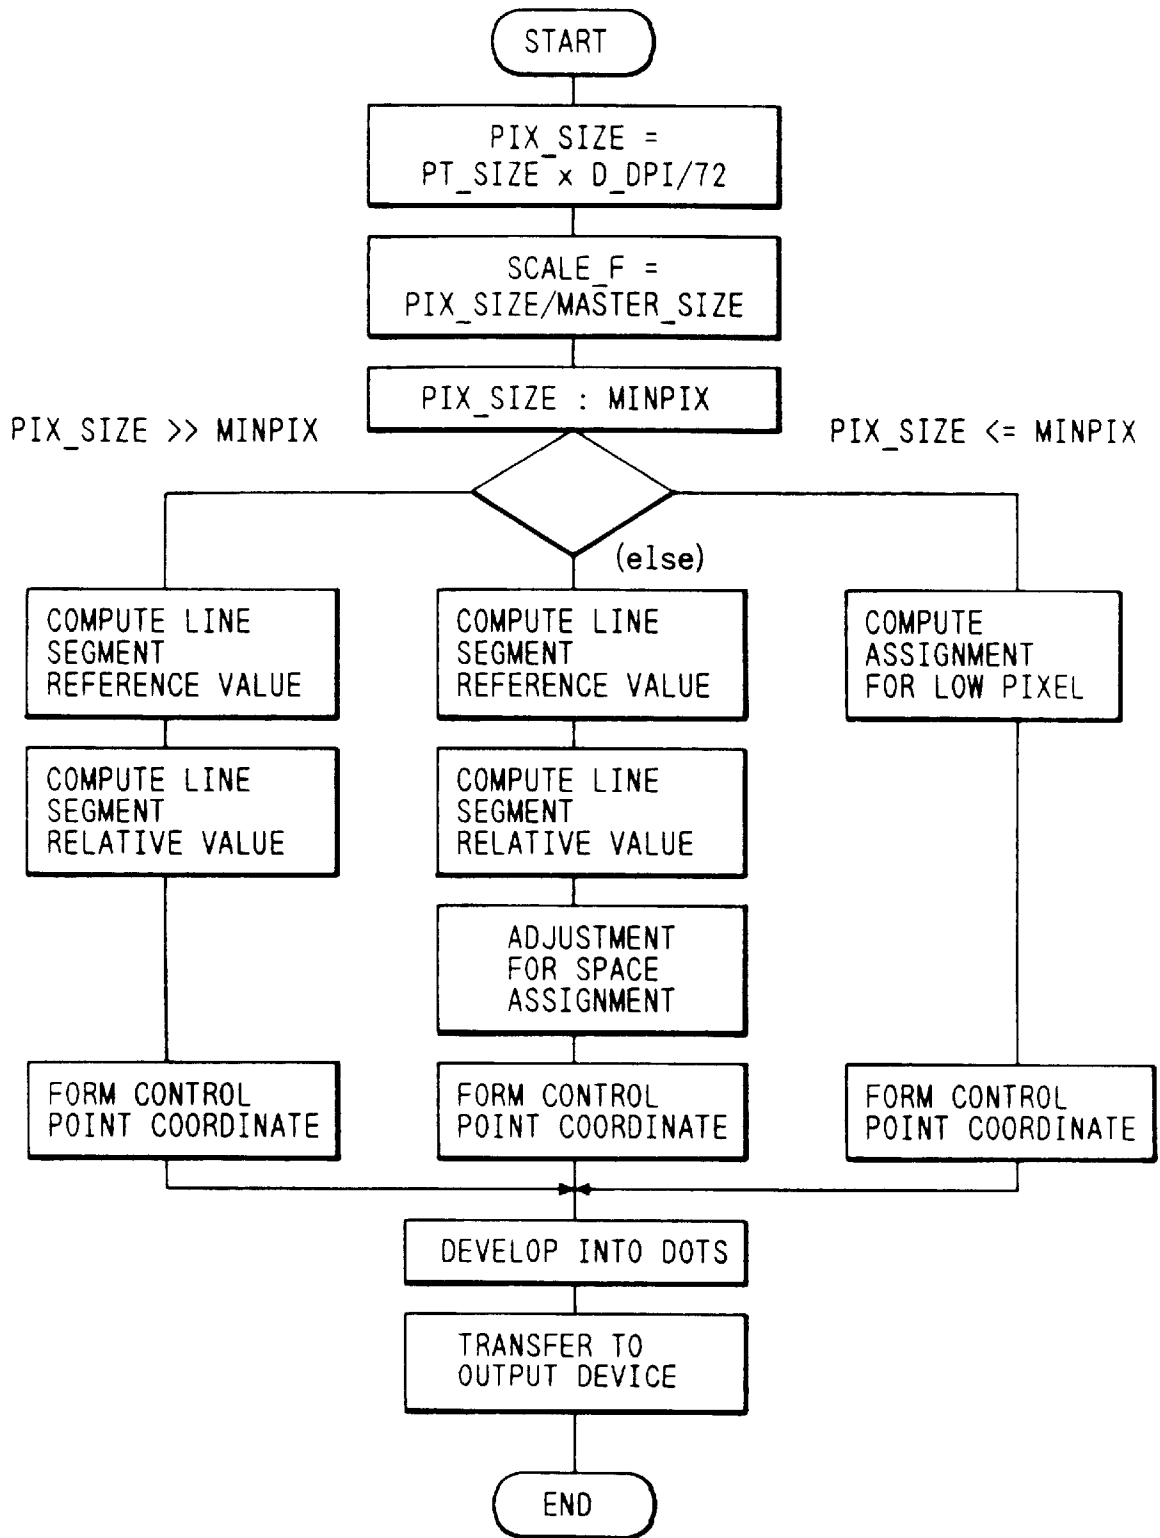 START
PIX_SIZE =
PT_SIZE x D_DPI/72
SCALE_F =
PIX_SIZE/MASTER_SIZE
PIX_SIZE : MINPIX
PIX_SIZE >> MINPIX
PIX_SIZE <= MINPIX
(else)
COMPUTE LINE
SEGMENT
REFERENCE VALUE
COMPUTE LINE
SEGMENT
REFERENCE VALUE
COMPUTE
ASSIGNMENT
FOR LOW PIXEL
COMPUTE LINE
SEGMENT
RELATIVE VALUE
COMPUTE LINE
SEGMENT
RELATIVE VALUE
ADJUSTMENT
FOR SPACE
ASSIGNMENT
FORM CONTROL
POINT COORDINATE
FORM CONTROL
POINT COORDINATE
FORM CONTROL
POINT COORDINATE
DEVELOP INTO DOTS
TRANSFER TO
OUTPUT DEVICE
END